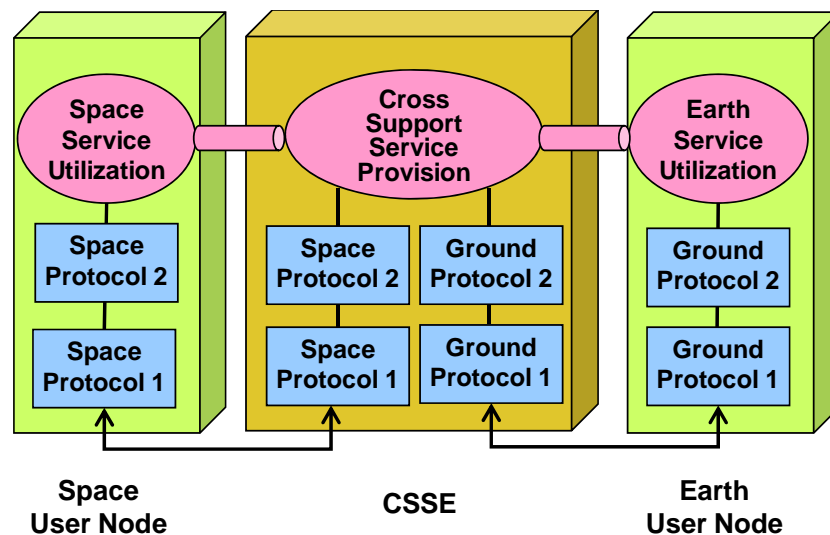 Space
Service
Utilization
Cross
Support
Service
Provision
Earth
Service
Utilization
Space
Protocol 2
Space
Protocol 2
Ground
Protocol 2
Ground
Protocol 2
Space
Protocol 1
Space
Protocol 1
Ground
Protocol 1
Ground
Protocol 1
Space
User Node
CSSE
Earth
User Node